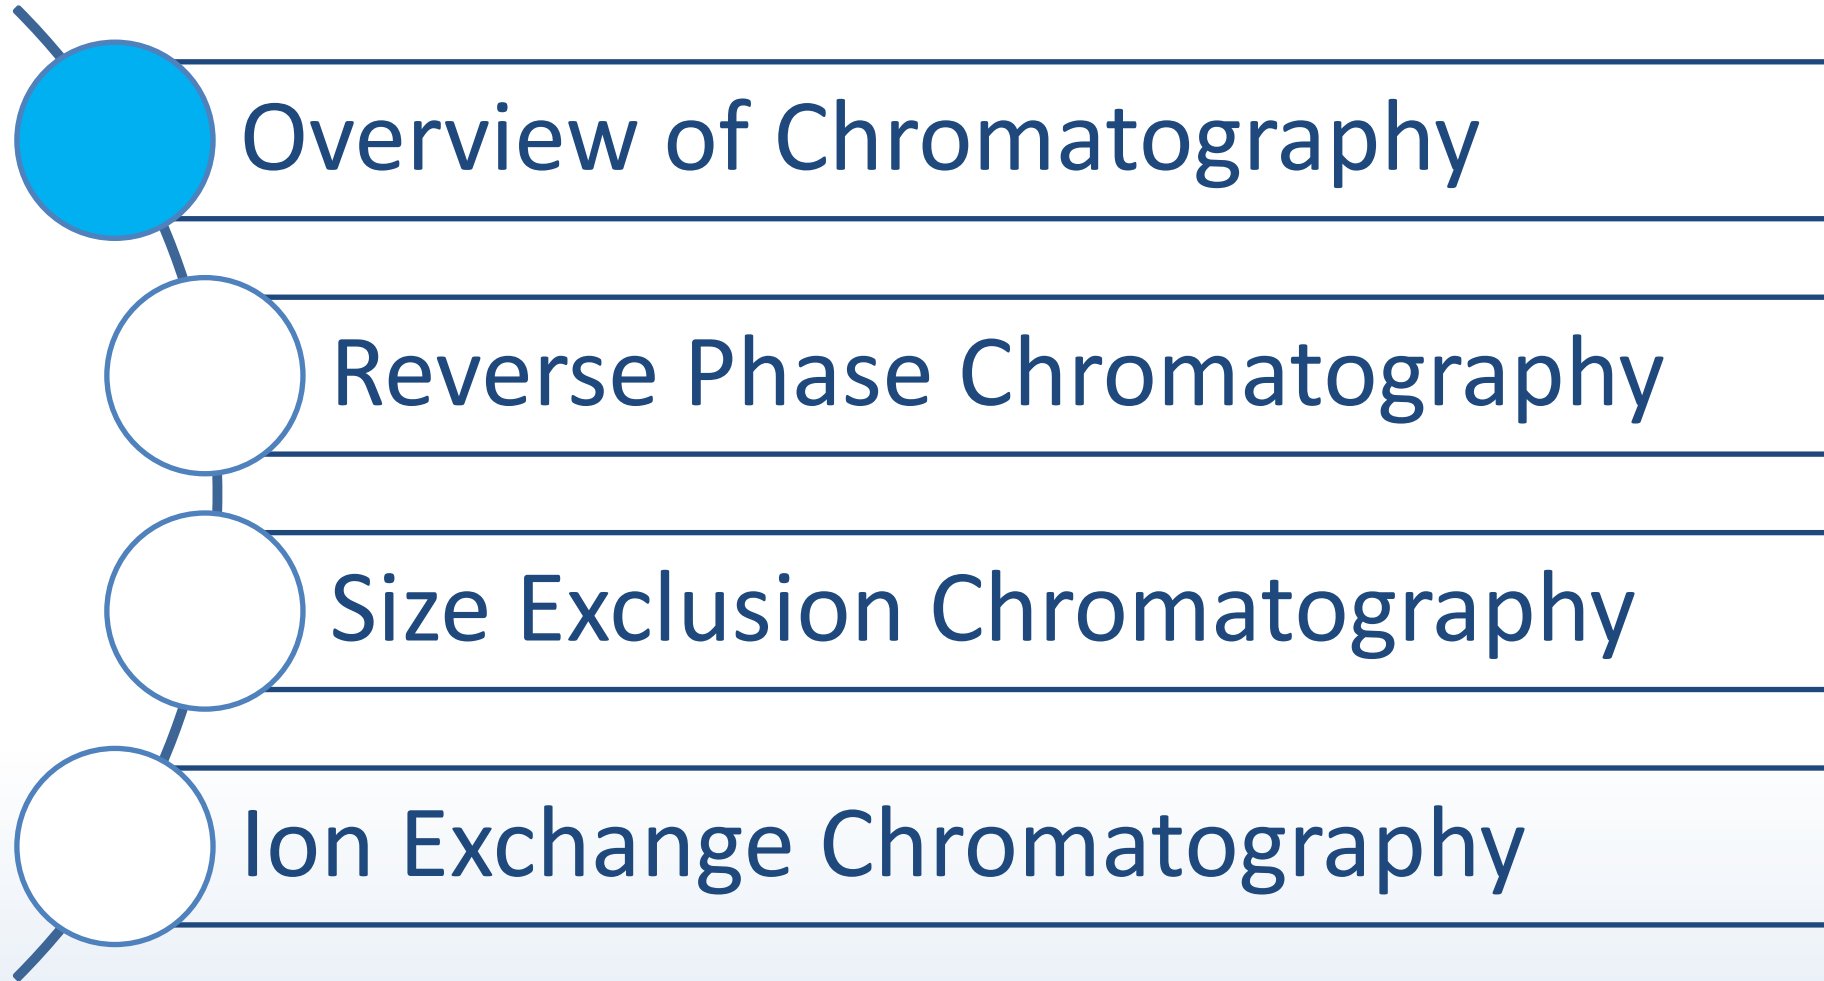 Overview of Chromatography
Reverse Phase Chromatography
Size Exclusion Chromatography
Ion Exchange Chromatography